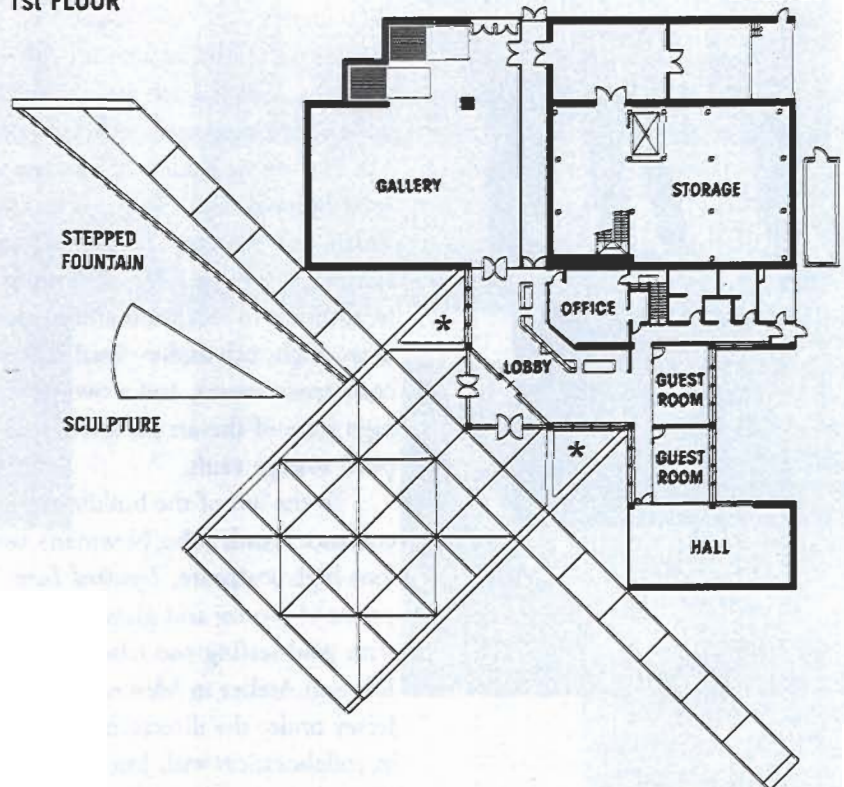 1st FLOOR
GALLERY
STORAGE
STEPPED
FOUNTAIN
*
OFFICE
LOBBY
GUEST
ROOM
SCULPTURE
*
GUEST
ROOM
HALL